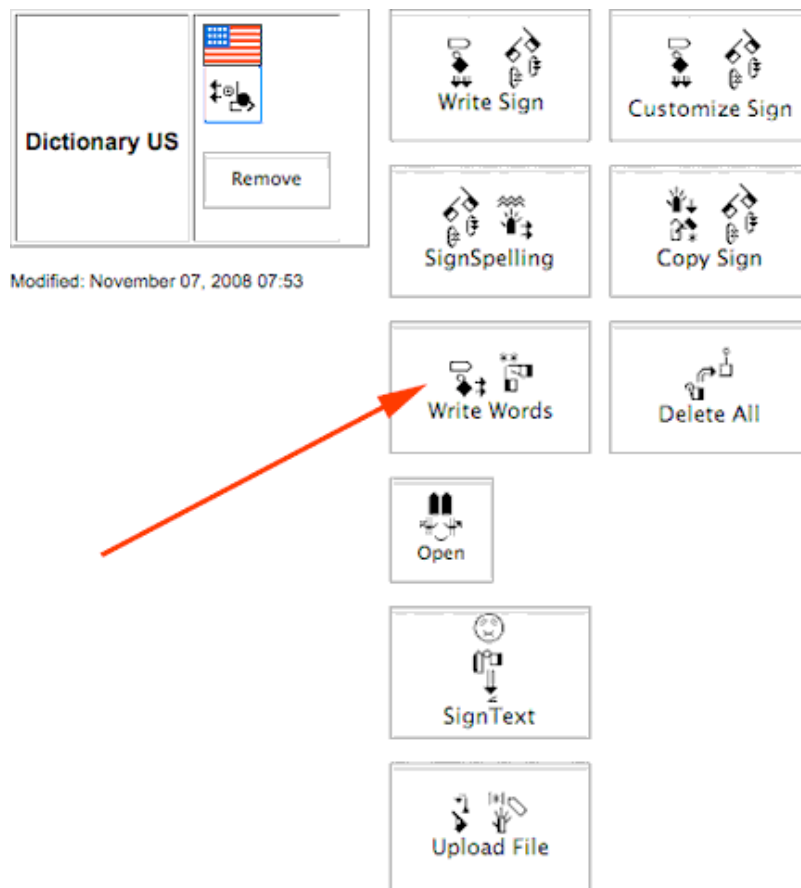 Dictionary US
Remove
Modified: November 07, 2008 07:53
Write Sign
Customize Sign
SignSpelling
Copy Sign
Write Words
Delete All
Open
SignText
Upload File